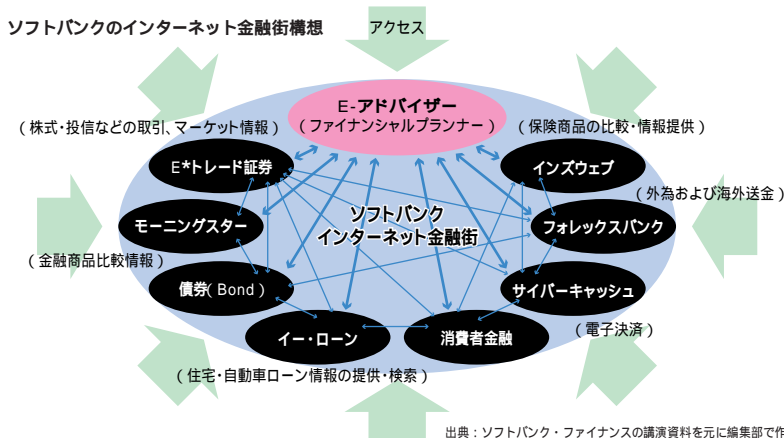 ソフトバンクのインターネット金融街構想
アクセス
E-アドバイザー
(ファイナンシャルプランナー)
(株式・投信などの取引、マーケット情報)
(保険商品の比較・情報提供)
E*トレード証券
インズウェブ
(外為および海外送金)
モーニングスター
ソフトバンク
インターネット金融街
フォレックスバンク
(金融商品比較情報)
債券(Bond)
サイバーキャッシュ
イー・ローン
消費者金融
(電子決済)
(住宅・自動車ローン情報の提供・検索)
出典:ソフトバンク・ファイナンスの講演資料を元に編集部で作